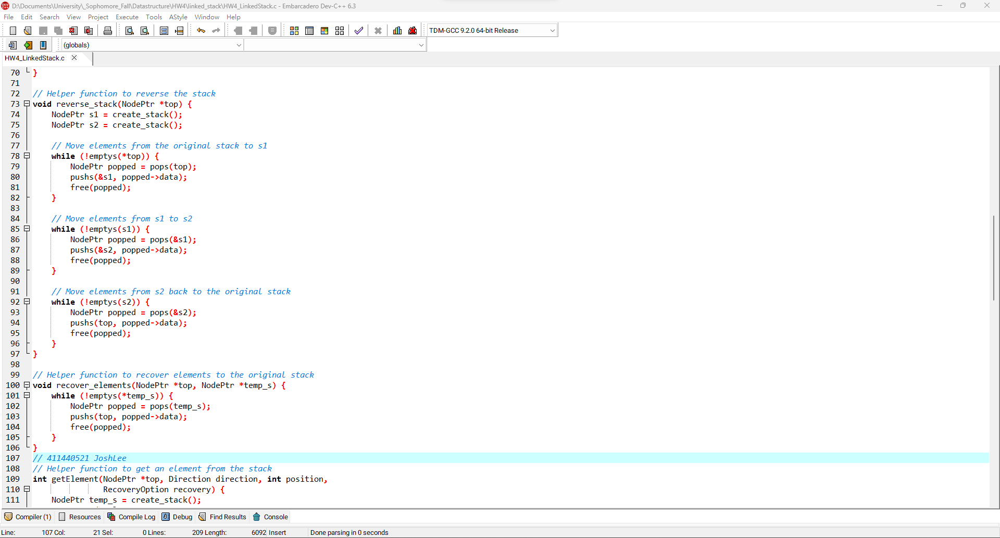 D:\Documents\University\_Sophomore_Fall\Datastructure\HW4\linked_stack\HW4_LinkedStack.c - Embarcadero Dev-C++ 6.3
File Edit Search View Project Execute Tools AStyle Window Help
TDM-GCC 9.2.0 64-bit Release
(globals)
HW4_LinkedStack.c
70 }
71
72 // Helper function to reverse the stack
73 void reverse_stack(NodePtr *top) {
74     NodePtr s1 = create_stack();
75     NodePtr s2 = create_stack();
76
77     // Move elements from the original stack to s1
78     while (!emptys(*top)) {
79         NodePtr popped = pops(top);
80         pushs(&s1, popped->data);
81         free(popped);
82     }
83
84     // Move elements from s1 to s2
85     while (!emptys(s1)) {
86         NodePtr popped = pops(&s1);
87         pushs(&s2, popped->data);
88         free(popped);
89     }
90
91     // Move elements from s2 back to the original stack
92     while (!emptys(s2)) {
93         NodePtr popped = pops(&s2);
94         pushs(top, popped->data);
95         free(popped);
96     }
97 }
98
99 // Helper function to recover elements to the original stack
100 void recover_elements(NodePtr *top, NodePtr *temp_s) {
101     while (!emptys(*temp_s)) {
102         NodePtr popped = pops(temp_s);
103         pushs(top, popped->data);
104         free(popped);
105     }
106 }
107 // 411440521 JoshLee
108 // Helper function to get an element from the stack
109 int getElement(NodePtr *top, Direction direction, int position,
110                RecoveryOption recovery) {
111     NodePtr temp_s = create_stack();
Compiler (1) Resources Compile Log Debug Find Results Console
Line: 107 Col: 21 Sel: 0 Lines: 209 Length: 6092 Insert Done parsing in 0 seconds